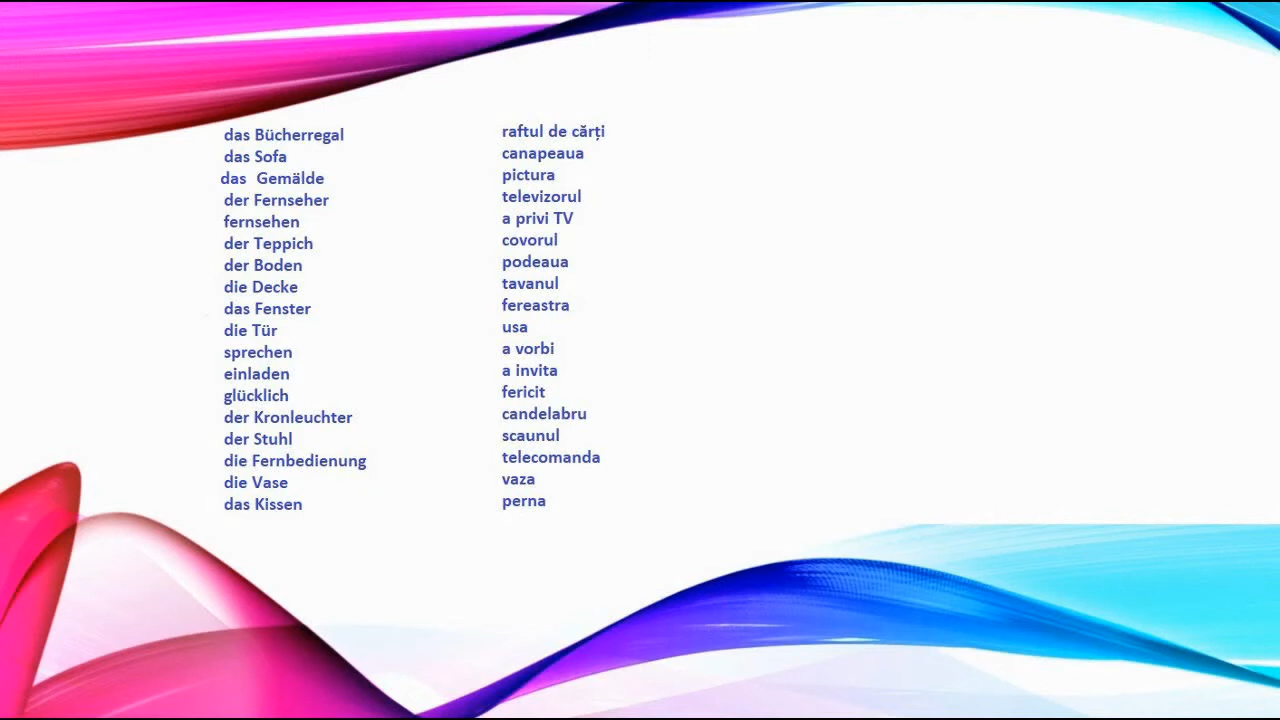 das Bücherregal raftul de cărți
das Sofa canapeaua
das Gemälde pictura
der Fernseher televizorul
fernsehen a privi TV
der Teppich covorul
der Boden podeaua
die Decke tavanul
das Fenster fereastra
die Tür usa
sprechen a vorbi
einladen a invita
glücklich fericit
der Kronleuchter candelabru
der Stuhl scaunul
die Fernbedienung telecomanda
die Vase vaza
das Kissen perna